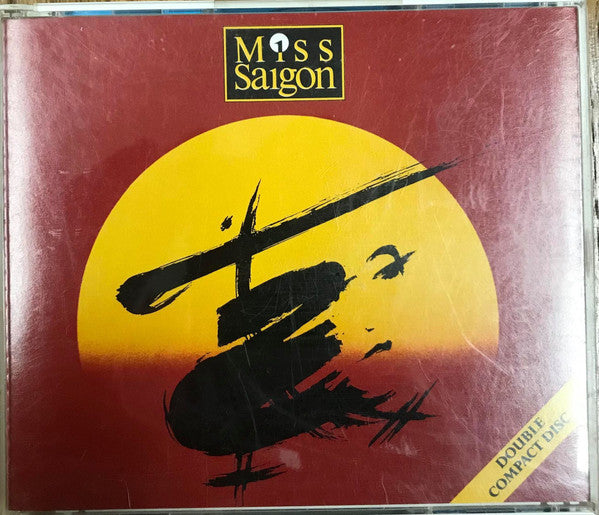 Miss
Saigon
DOUBLE
COMPACT DISC